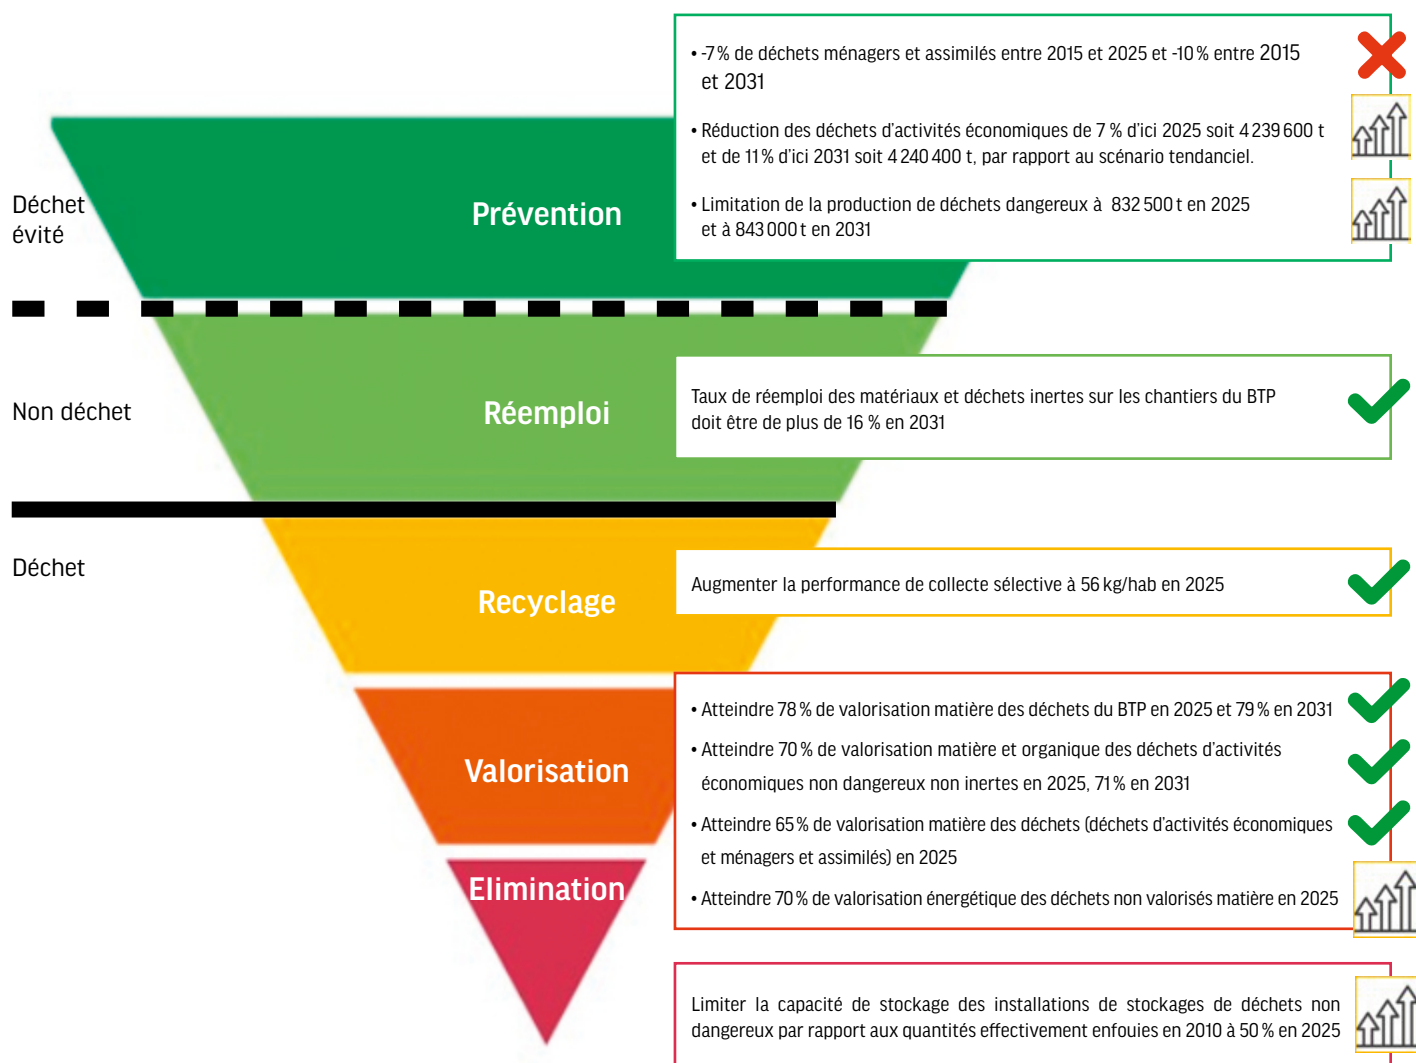 • -7 % de déchets ménagers et assimilés entre 2015 et 2025 et -10 % entre 2015
et 2031
• Réduction des déchets d'activités économiques de 7 % d'ici 2025 soit 4 239 600 t
et de 11 % d'ici 2031 soit 4 240 400 t, par rapport au scénario tendanciel.
• Limitation de la production de déchets dangereux à 832 500 t en 2025
et à 843 000 t en 2031
Déchet
évité
Prévention
Non déchet
Réemploi
Taux de réemploi des matériaux et déchets inertes sur les chantiers du BTP
doit être de plus de 16 % en 2031
Déchet
Recyclage
Augmenter la performance de collecte sélective à 56 kg/hab en 2025
Valorisation
• Atteindre 78 % de valorisation matière des déchets du BTP en 2025 et 79 % en 2031
• Atteindre 70 % de valorisation matière et organique des déchets d'activités
économiques non dangereux non inertes en 2025, 71 % en 2031
• Atteindre 65 % de valorisation matière des déchets (déchets d'activités économiques
et ménagers et assimilés) en 2025
• Atteindre 70 % de valorisation énergétique des déchets non valorisés matière en 2025
Elimination
Limiter la capacité de stockage des installations de stockages de déchets non
dangereux par rapport aux quantités effectivement enfouies en 2010 à 50 % en 2025